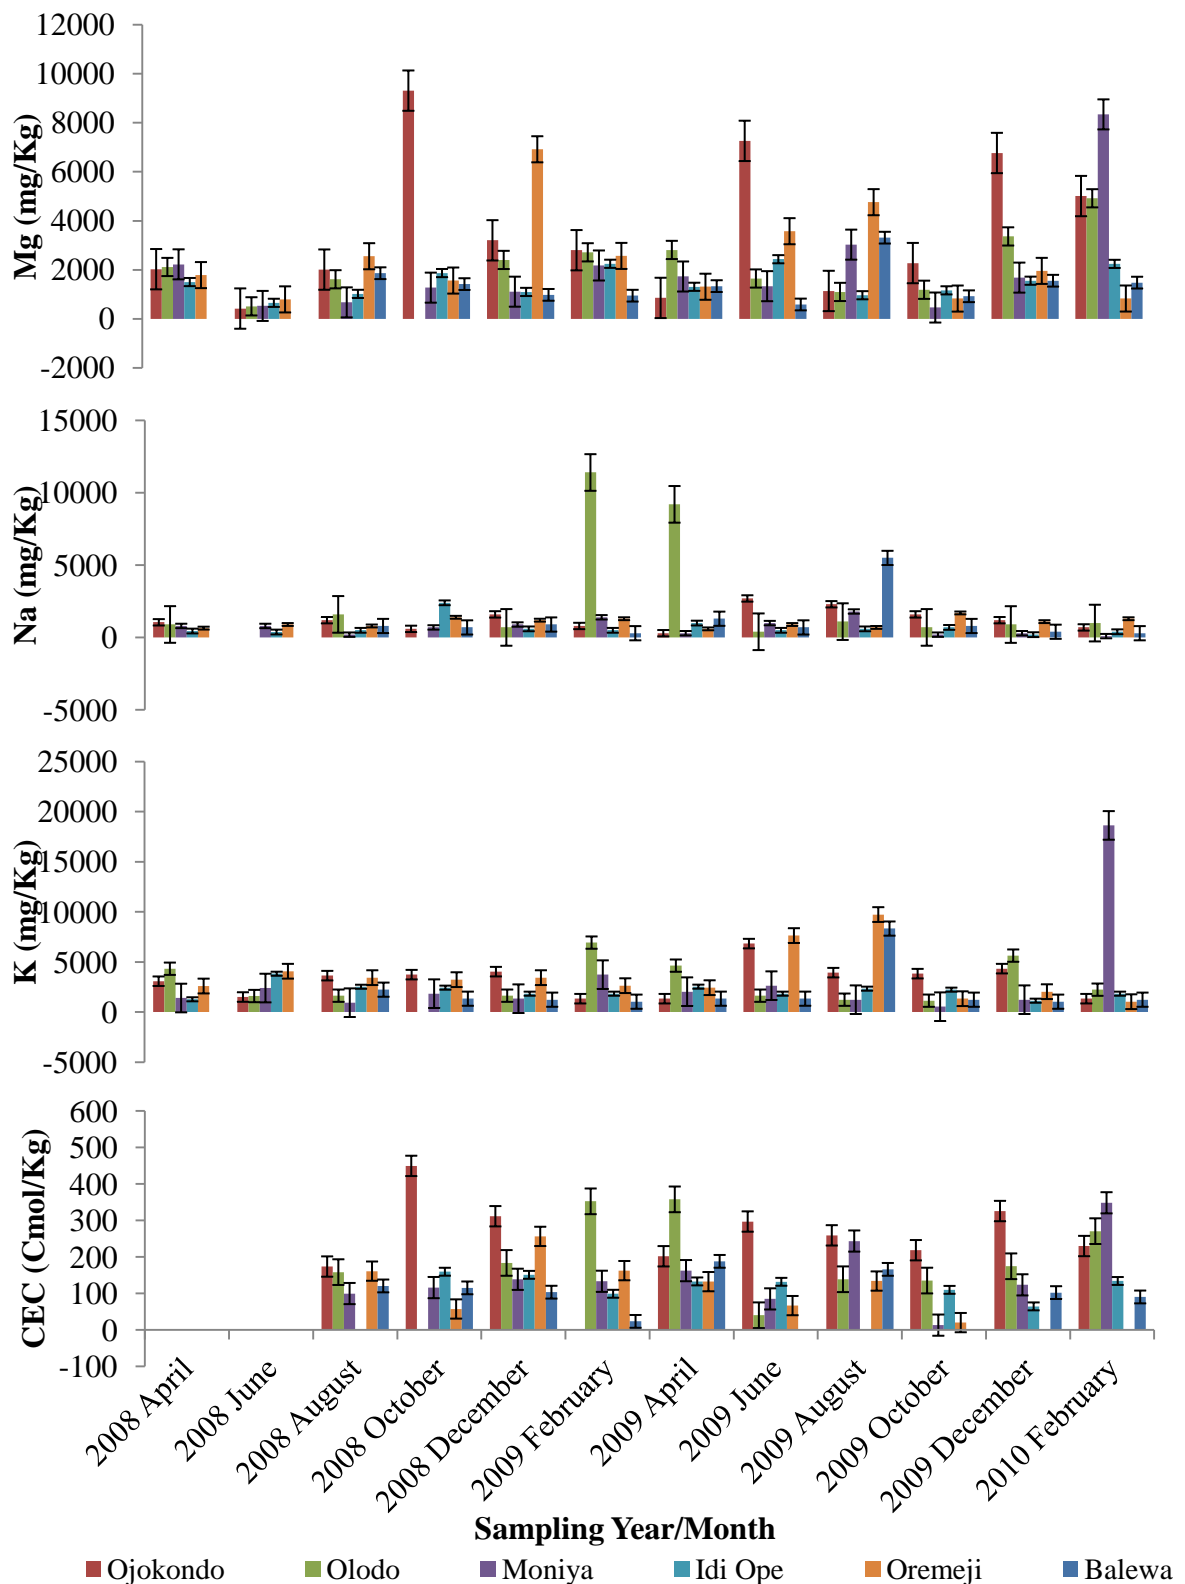 12000
10000
8000
6000
4000
2000
0
-2000
Mg (mg/Kg)
15000
10000
5000
0
-5000
Na (mg/Kg)
25000
20000
15000
10000
5000
0
-5000
K (mg/Kg)
600
500
400
300
200
100
0
-100
CEC (Cmol/Kg)
2008 April
2008 June
2008 August
2008 October
2008 December
2009 February
2009 April
2009 June
2009 August
2009 October
2009 December
2010 February
Sampling Year/Month
Ojokondo Olodo Moniya Idi Ope Oremeji Balewa